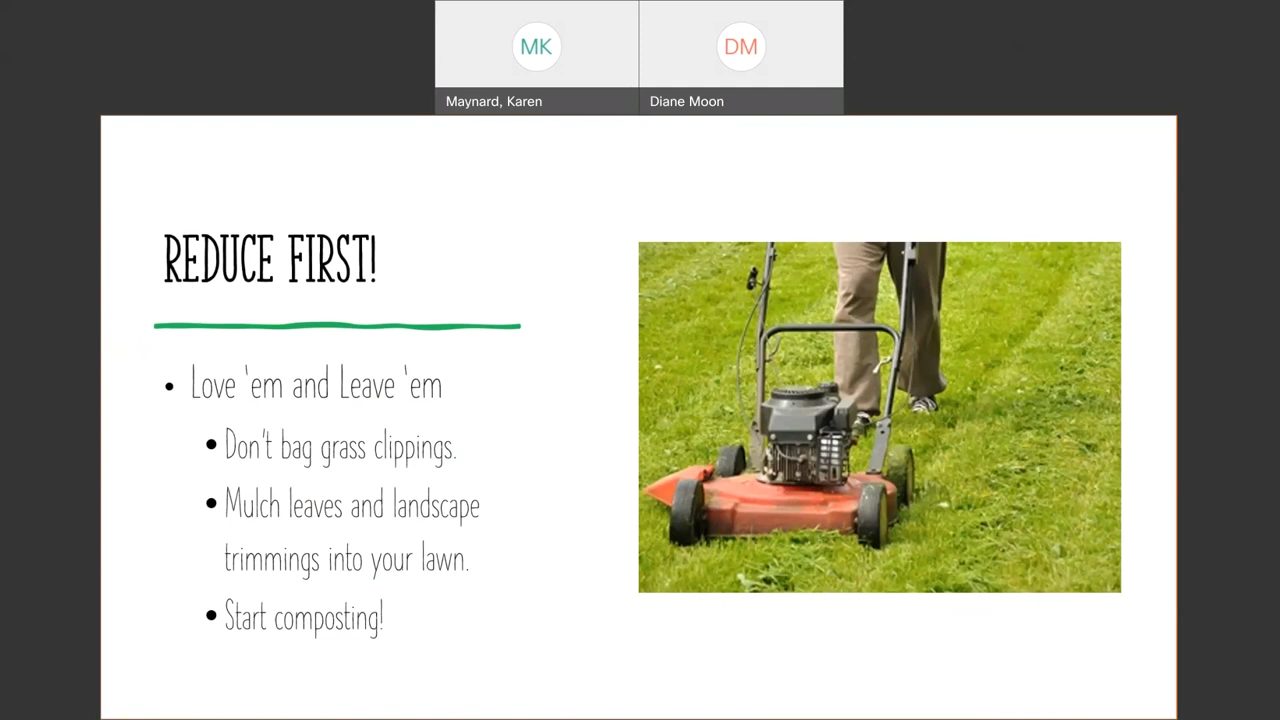 MK
DM
Maynard, Karen
Diane Moon
REDUCE FIRST!
• Love 'em and Leave 'em
• Don't bag grass clippings.
• Mulch leaves and landscape
trimmings into your lawn.
• Start composting!